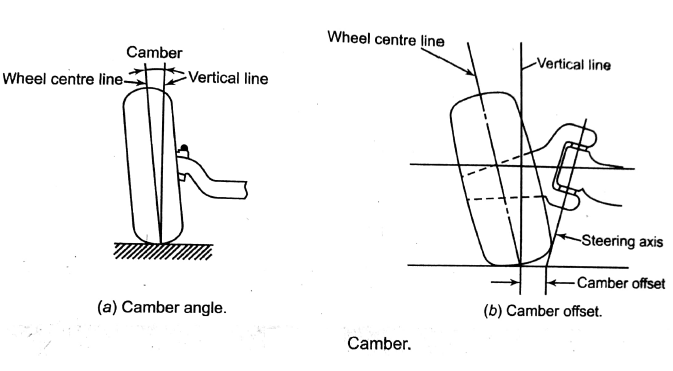 Camber
Wheel centre line
Vertical line
(a) Camber angle.
Wheel centre line
Vertical line
Steering axis
Camber offset
(b) Camber offset.
Camber.